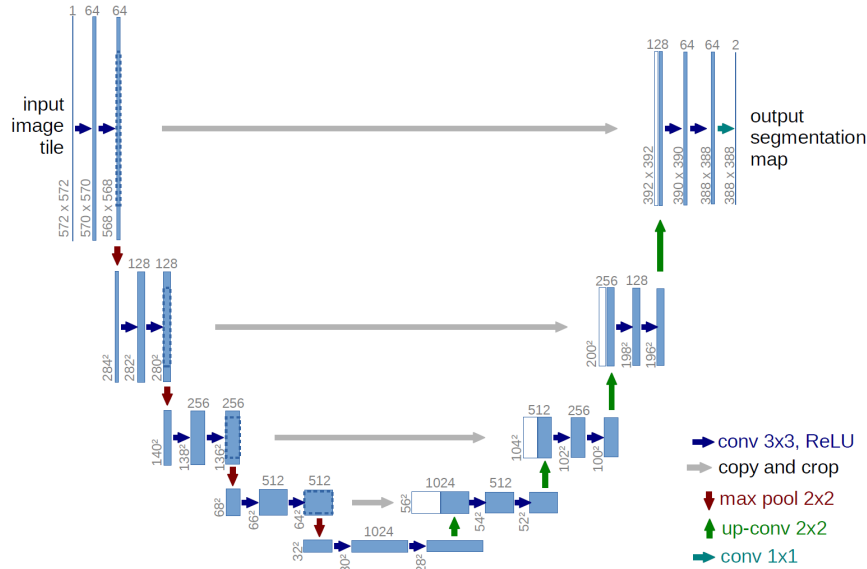 1 64 64
128 64 64 2
input
image
tile
output
segmentation
map
572 x 572
570 x 570
568 x 568
392 x 392
390 x 390
388 x 388
388 x 388
128 128
256 128
284²
282²
280²
200²
198²
196²
256 256
512 256
140²
138²
136²
104²
102²
100²
512 512
1024 512
68²
66²
64²
56²
54²
52²
1024
32²
30²
28²
conv 3x3, ReLU
copy and crop
max pool 2x2
up-conv 2x2
conv 1x1